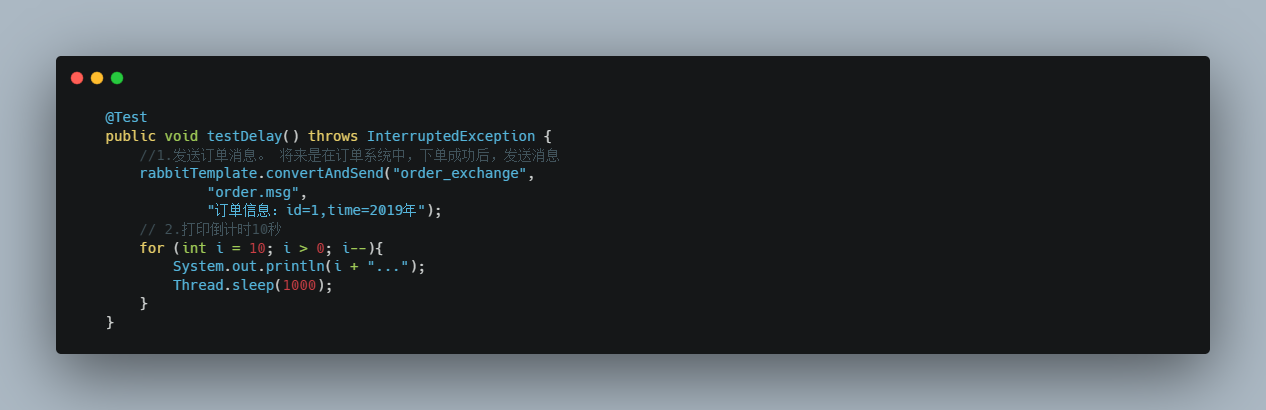 @Test
public void testDelay() throws InterruptedException {
//1.发送订单消息。 将来是在订单系统中，下单成功后，发送消息
rabbitTemplate.convertAndSend("order_exchange",
"order.msg",
"订单信息：id=1,time=2019年");
// 2.打印倒计时10秒
for (int i = 10; i > 0; i--){
System.out.println(i + "...");
Thread.sleep(1000);
}
}